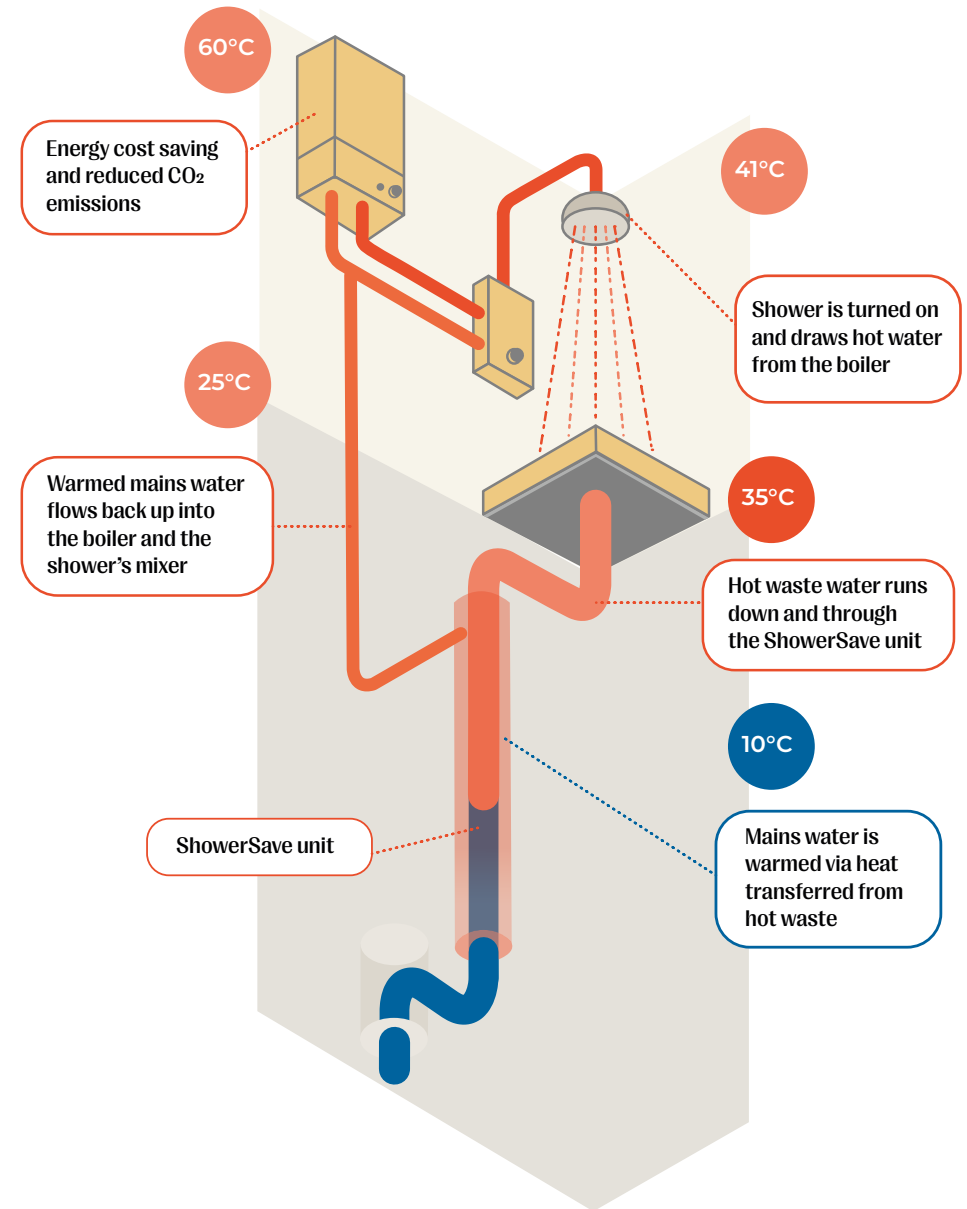 60°C
Energy cost saving
and reduced CO₂
emissions
41°C
Shower is turned on
and draws hot water
from the boiler
25°C
Warmed mains water
flows back up into
the boiler and the
shower’s mixer
35°C
Hot waste water runs
down and through
the ShowerSave unit
10°C
Mains water is
warmed via heat
transferred from
hot waste
ShowerSave unit